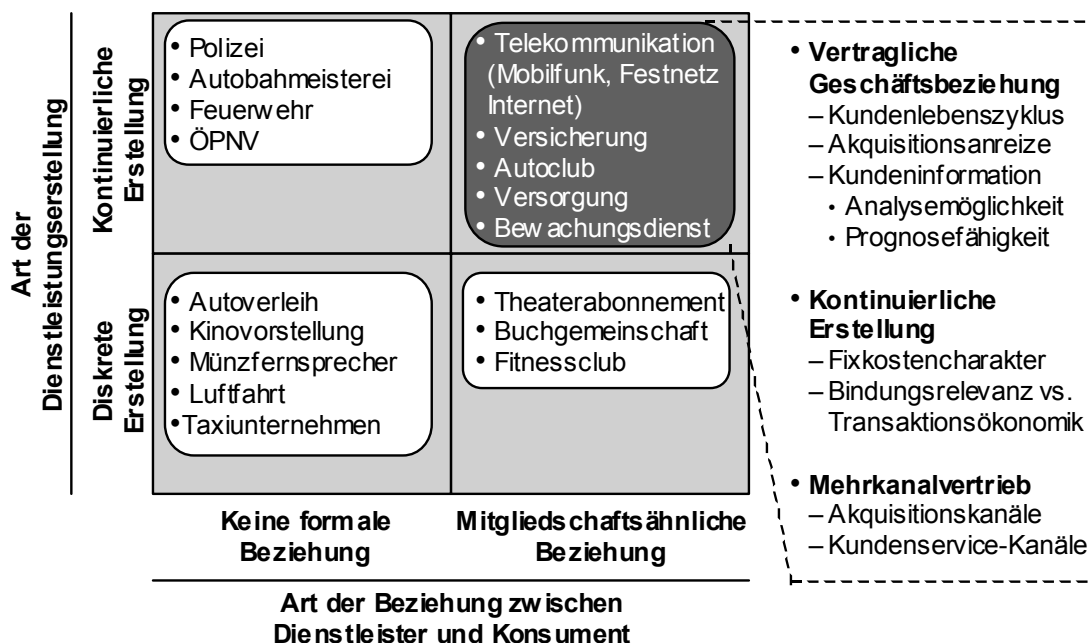 Art der
Dienstleistungserstellung
Kontinuierliche
Erstellung
• Polizei
• Autobahmeisterei
• Feuerwehr
• ÖPNV
• Telekommunikation
(Mobilfunk, Festnetz
Internet)
• Versicherung
• Autoclub
• Versorgung
• Bewachungsdienst
Diskrete
Erstellung
• Autoverleih
• Kinovorstellung
• Münzfernsprecher
• Luftfahrt
• Taxiunternehmen
• Theaterabonnement
• Buchgemeinschaft
• Fitnessclub
Keine formale
Beziehung
Mitgliedschaftsähnliche
Beziehung
Art der Beziehung zwischen
Dienstleister und Konsument
• Vertragliche
Geschäftsbeziehung
– Kundenlebenszyklus
– Akquisitionsanreize
– Kundeninformation
• Analysemöglichkeit
• Prognosefähigkeit
• Kontinuierliche
Erstellung
– Fixkostencharakter
– Bindungsrelevanz vs.
Transaktionsökonomik
• Mehrkanalvertrieb
– Akquisitionskanäle
– Kundenservice-Kanäle